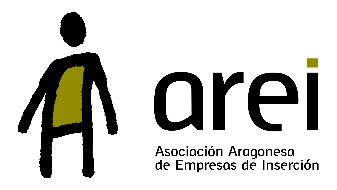 arei
Asociación Aragonesa
de Empresas de Inserción